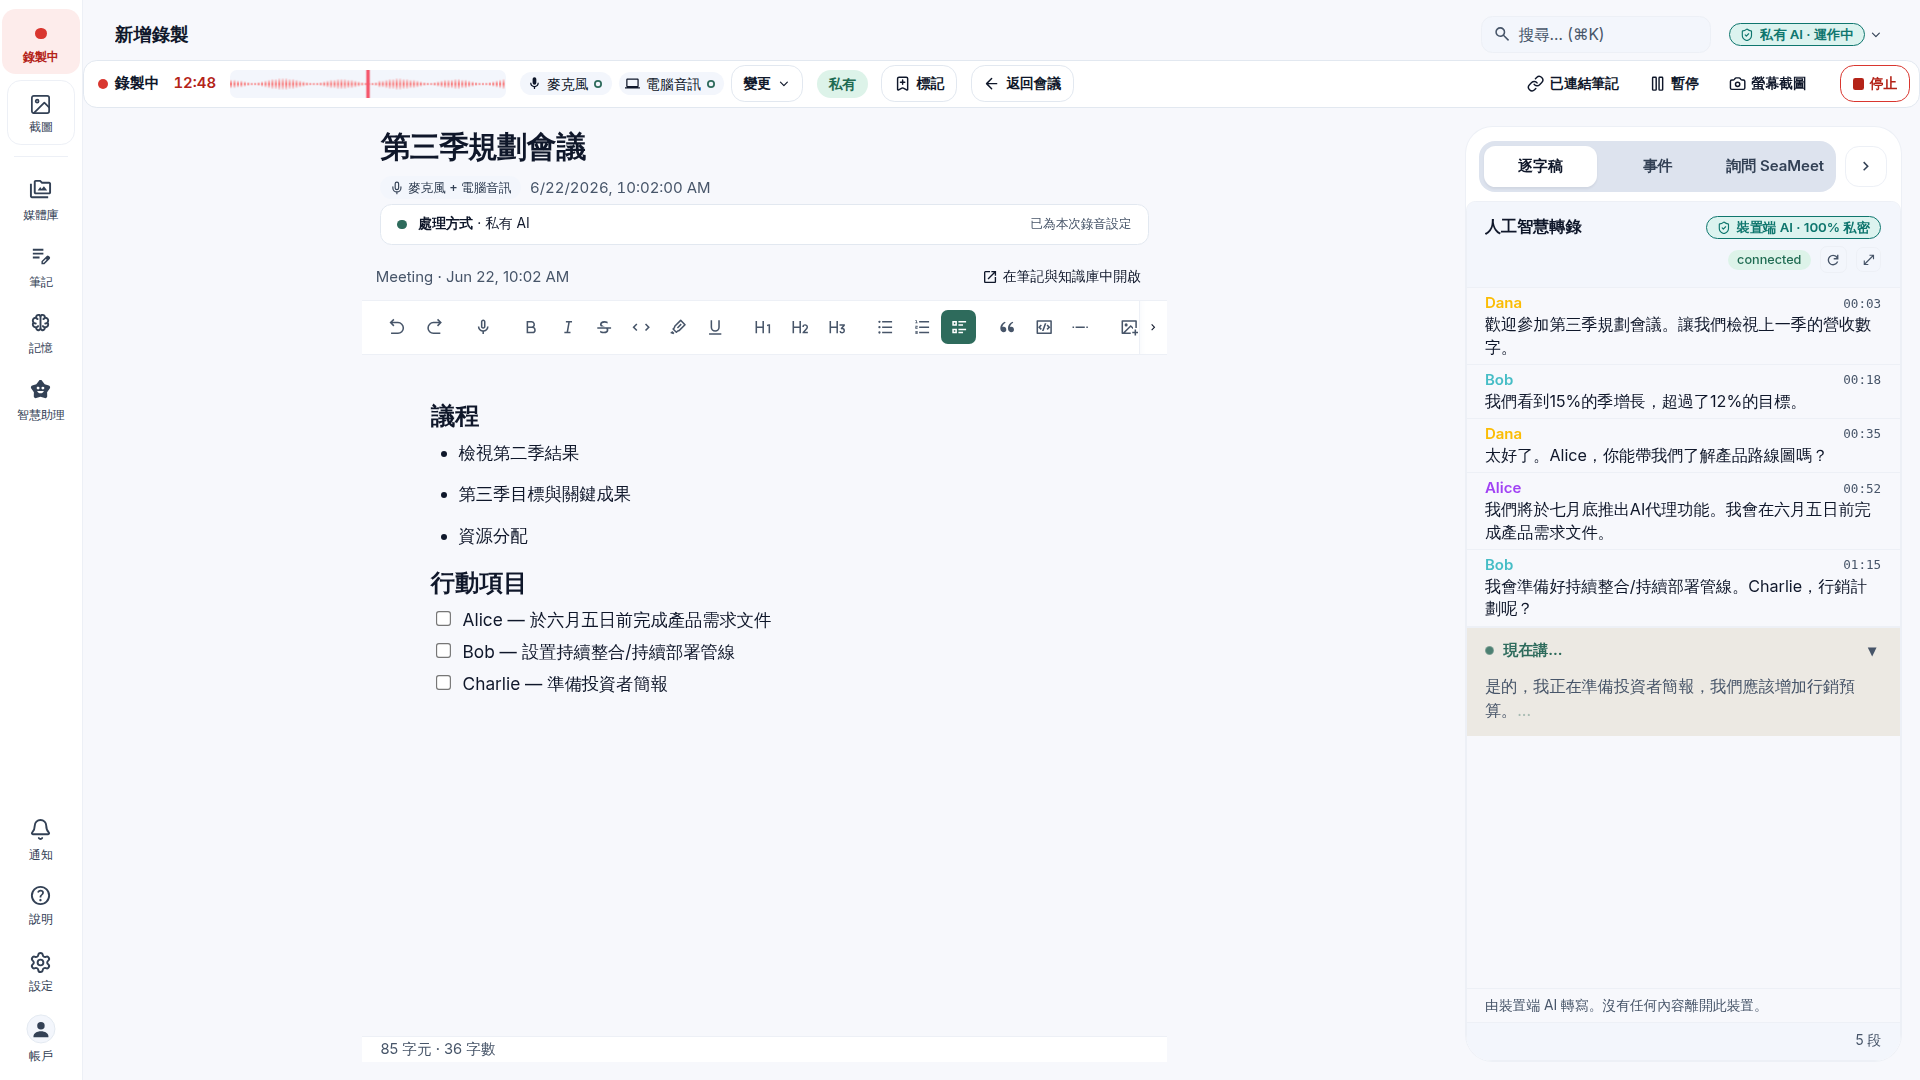 錄製中
截圖
媒體庫
筆記
記憶
智慧助理
通知
說明
設定
帳戶
新增錄製
搜尋... (⌘K)
私有 AI · 運作中
錄製中 12:48
麥克風
電腦音訊
變更
私有
標記
返回會議
已連結筆記
暫停
螢幕截圖
停止
第三季規劃會議
麥克風 + 電腦音訊 6/22/2026, 10:02:00 AM
處理方式 · 私有 AI
已為本次錄音設定
Meeting · Jun 22, 10:02 AM
在筆記與知識庫中開啟
H1 H2 H3
議程
• 檢視第二季結果
• 第三季目標與關鍵成果
• 資源分配
行動項目
Alice — 於六月五日前完成產品需求文件
Bob — 設置持續整合/持續部署管線
Charlie — 準備投資者簡報
85 字元 · 36 字數
逐字稿
事件
詢問 SeaMeet
人工智慧轉錄
裝置端 AI · 100% 私密
connected
Dana 00:03
歡迎參加第三季規劃會議。讓我們檢視上一季的營收數
字。
Bob 00:18
我們看到15%的季增長，超過了12%的目標。
Dana 00:35
太好了。Alice，你能帶我們了解產品路線圖嗎？
Alice 00:52
我們將於七月底推出AI代理功能。我會在六月五日前完
成產品需求文件。
Bob 01:15
我會準備好持續整合/持續部署管線。Charlie，行銷計
劃呢？
現在講... ▼
是的，我正在準備投資者簡報，我們應該增加行銷預
算。...
由裝置端 AI 轉寫。沒有任何內容離開此裝置。
5 段